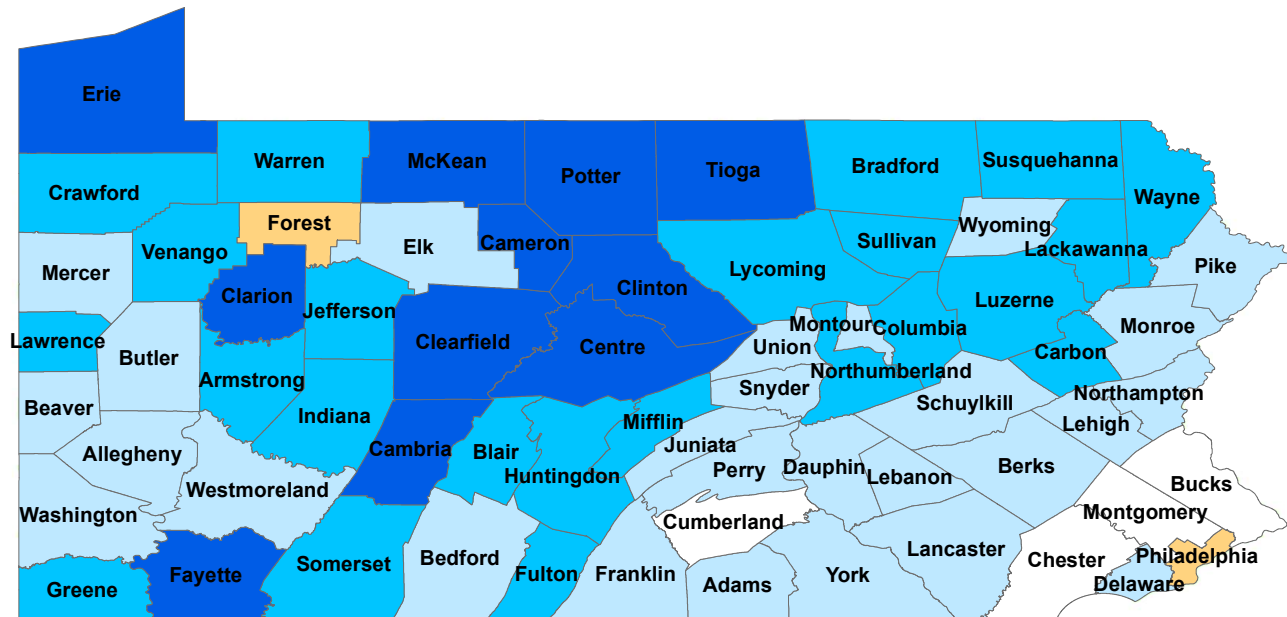 Erie
Warren
McKean
Potter
Tioga
Bradford
Susquehanna
Crawford
Wayne
Forest
Wyoming
Venango
Elk
Cameron
Sullivan
Lackawanna
Mercer
Lycoming
Pike
Clarion
Clinton
Jefferson
Luzerne
Lawrence
Butler
Clearfield
Centre
Union
Montour
Columbia
Monroe
Carbon
Armstrong
Northumberland
Beaver
Indiana
Snyder
Schuylkill
Northampton
Mifflin
Lehigh
Allegheny
Cambria
Blair
Juniata
Huntingdon
Perry
Dauphin
Lebanon
Berks
Westmoreland
Bucks
Washington
Cumberland
Montgomery
Somerset
Bedford
Lancaster
Chester
Philadelphia
Greene
Fayette
Fulton
Franklin
Adams
York
Delaware